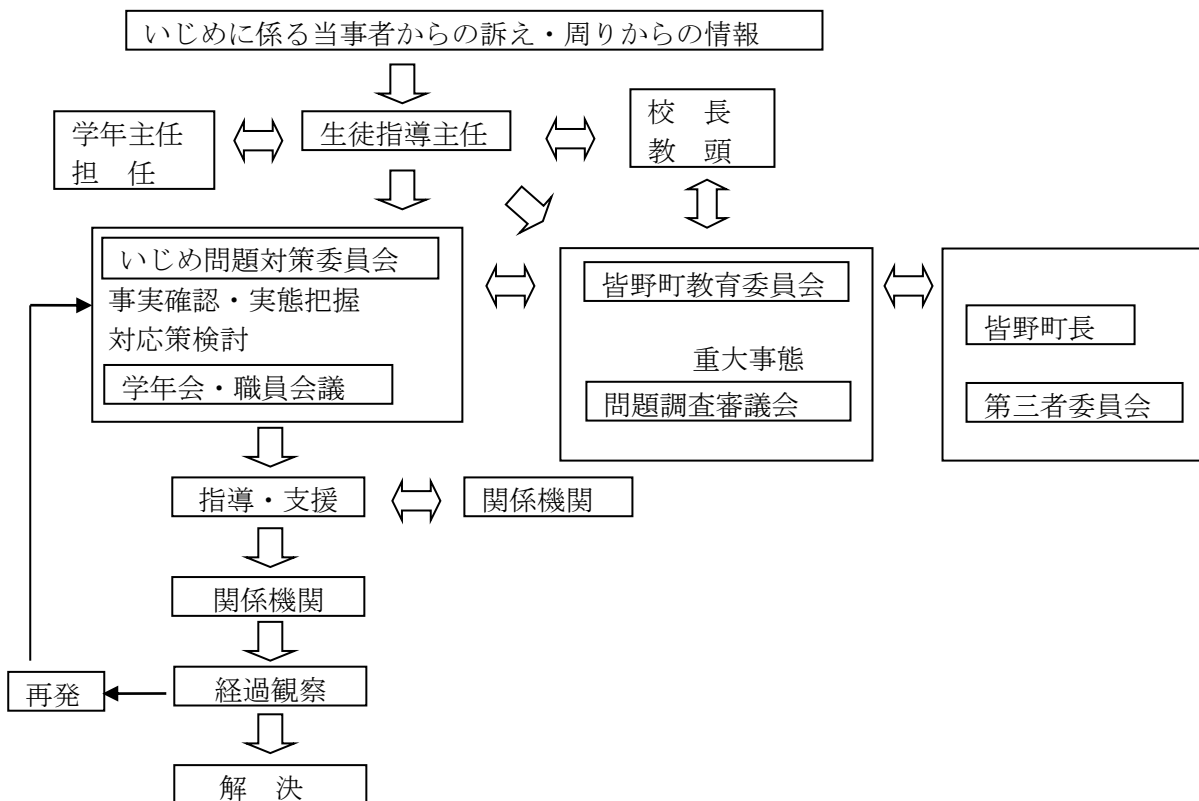 いじめに係る当事者からの訴え・周りからの情報
学年主任
担　任
生徒指導主任
校　長
教　頭
いじめ問題対策委員会
事実確認・実態把握
対応策検討
学年会・職員会議
皆野町教育委員会
重大事態
問題調査審議会
皆野町長
第三者委員会
指導・支援
関係機関
関係機関
再発
経過観察
解　決